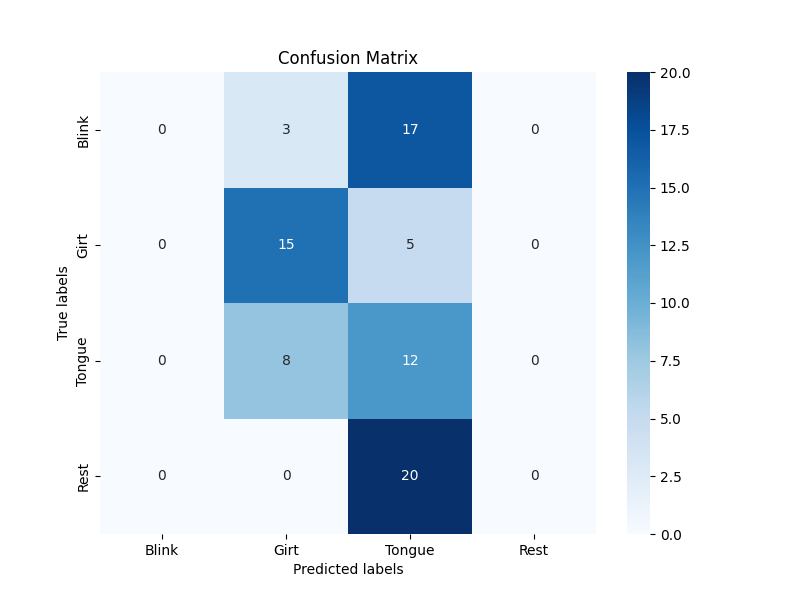 Confusion Matrix
Blink 0 3 17 0
Girt 0 15 5 0
Tongue 0 8 12 0
Rest 0 0 20 0
Blink Girt Tongue Rest
Predicted labels
True labels
20.0
17.5
15.0
12.5
10.0
7.5
5.0
2.5
0.0